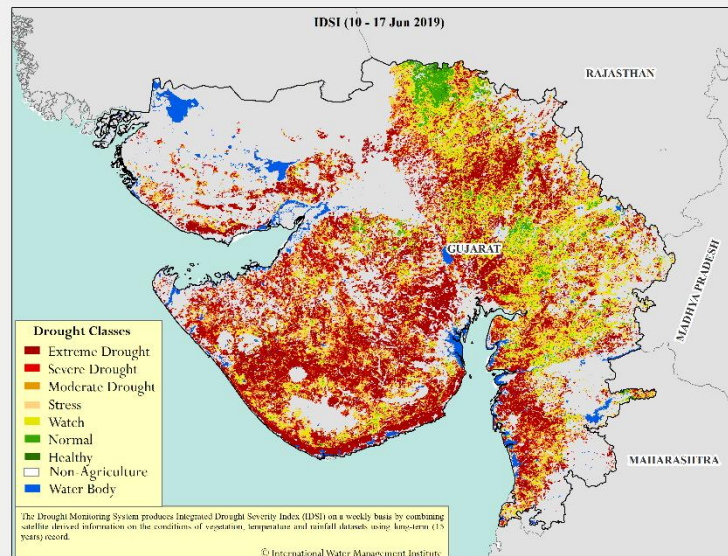 IDSI (10 - 17 Jun 2019)
RAJASTHAN
GUJARAT
MADHYA PRADESH
MAHARASHTRA
Drought Classes
Extreme Drought
Severe Drought
Moderate Drought
Stress
Watch
Normal
Healthy
Non-Agriculture
Water Body
The Drought Monitoring System produces Integrated Drought Severity Index (IDSI) on a weekly basis by combining
satellite derived information on the conditions of vegetation, temperature and rainfall datasets using long-term (15
years) record.
© International Water Management Institute